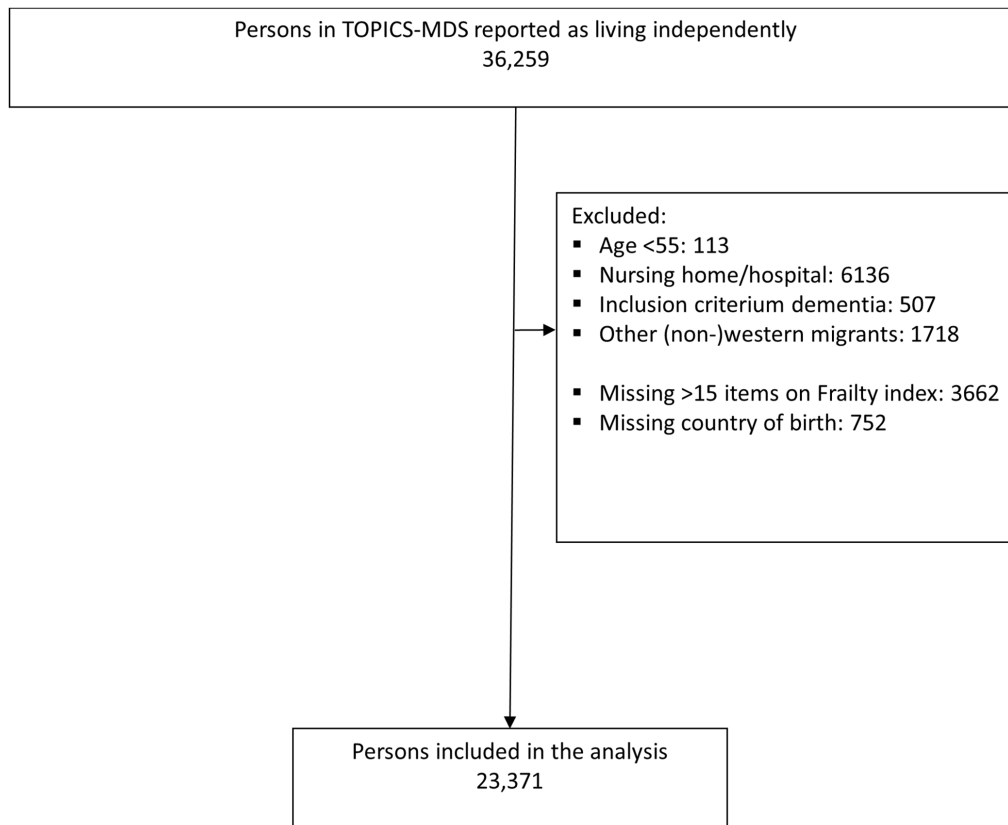 Persons in TOPICS-MDS reported as living independently
36,259
Excluded:
▪ Age <55: 113
▪ Nursing home/hospital: 6136
▪ Inclusion criterium dementia: 507
▪ Other (non-)western migrants: 1718
▪ Missing >15 items on Frailty index: 3662
▪ Missing country of birth: 752
Persons included in the analysis
23,371